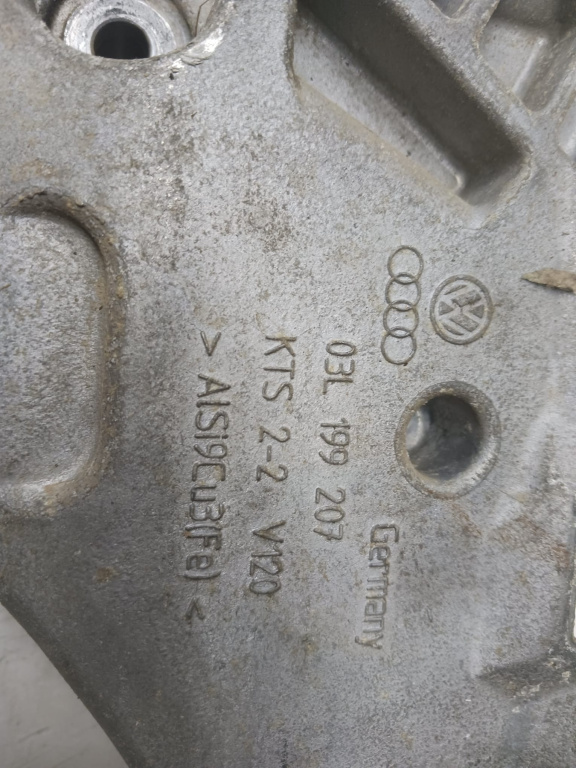 Germany
03L 199 207
KTS 2-2 V120
> AlSi9Cu3(Fe) <